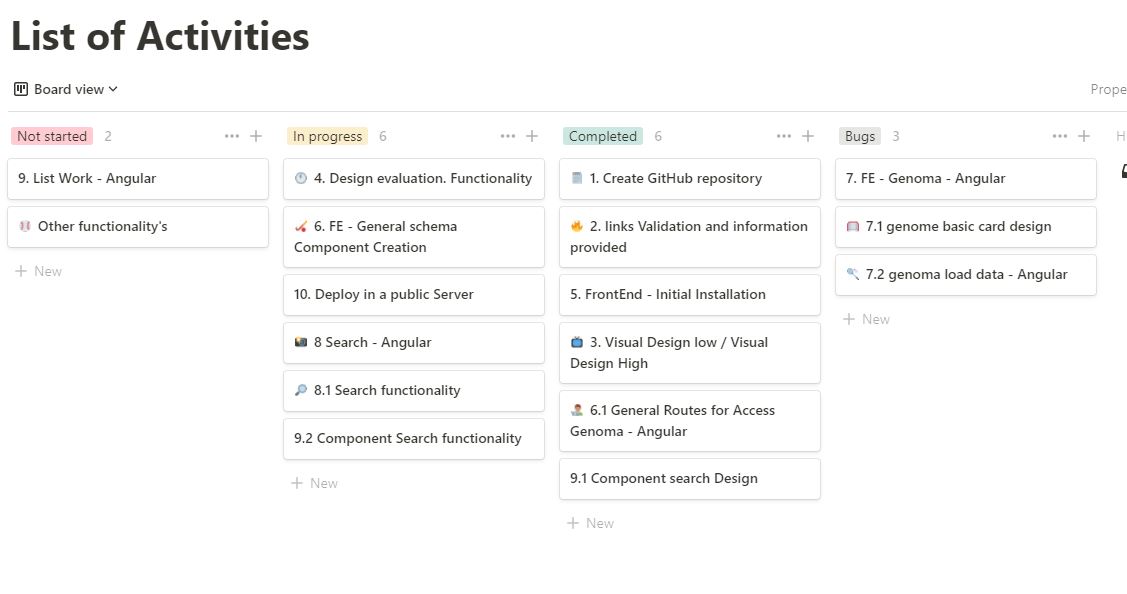 List of Activities
Board view
Prope
Not started 2
9. List Work - Angular
Other functionality's
New
In progress 6
4. Design evaluation. Functionality
6. FE - General schema
Component Creation
10. Deploy in a public Server
8 Search - Angular
8.1 Search functionality
9.2 Component Search functionality
New
Completed 6
1. Create GitHub repository
2. links Validation and information
provided
5. FrontEnd - Initial Installation
3. Visual Design low / Visual
Design High
6.1 General Routes for Access
Genoma - Angular
9.1 Component search Design
New
Bugs 3
7. FE - Genoma - Angular
7.1 genome basic card design
7.2 genoma load data - Angular
New
H